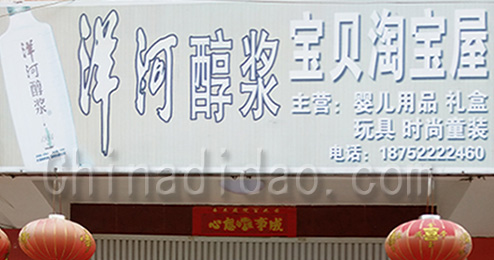 洋河醇浆
洋河醇浆
宝贝淘宝屋
主营：婴儿用品 礼盒
玩具 时尚童装
电话：18752222460
Chinadidao.com
心想事成